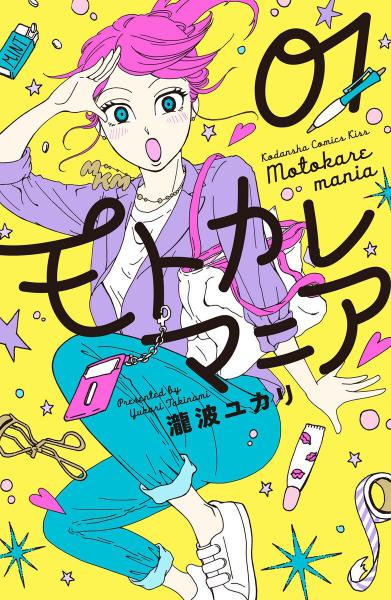 MINT
01
Kodansha Comics Kiss
Motokare
mania
モトカレ
マニア
Presented by
Yukari Takinami
瀧波ユカリ